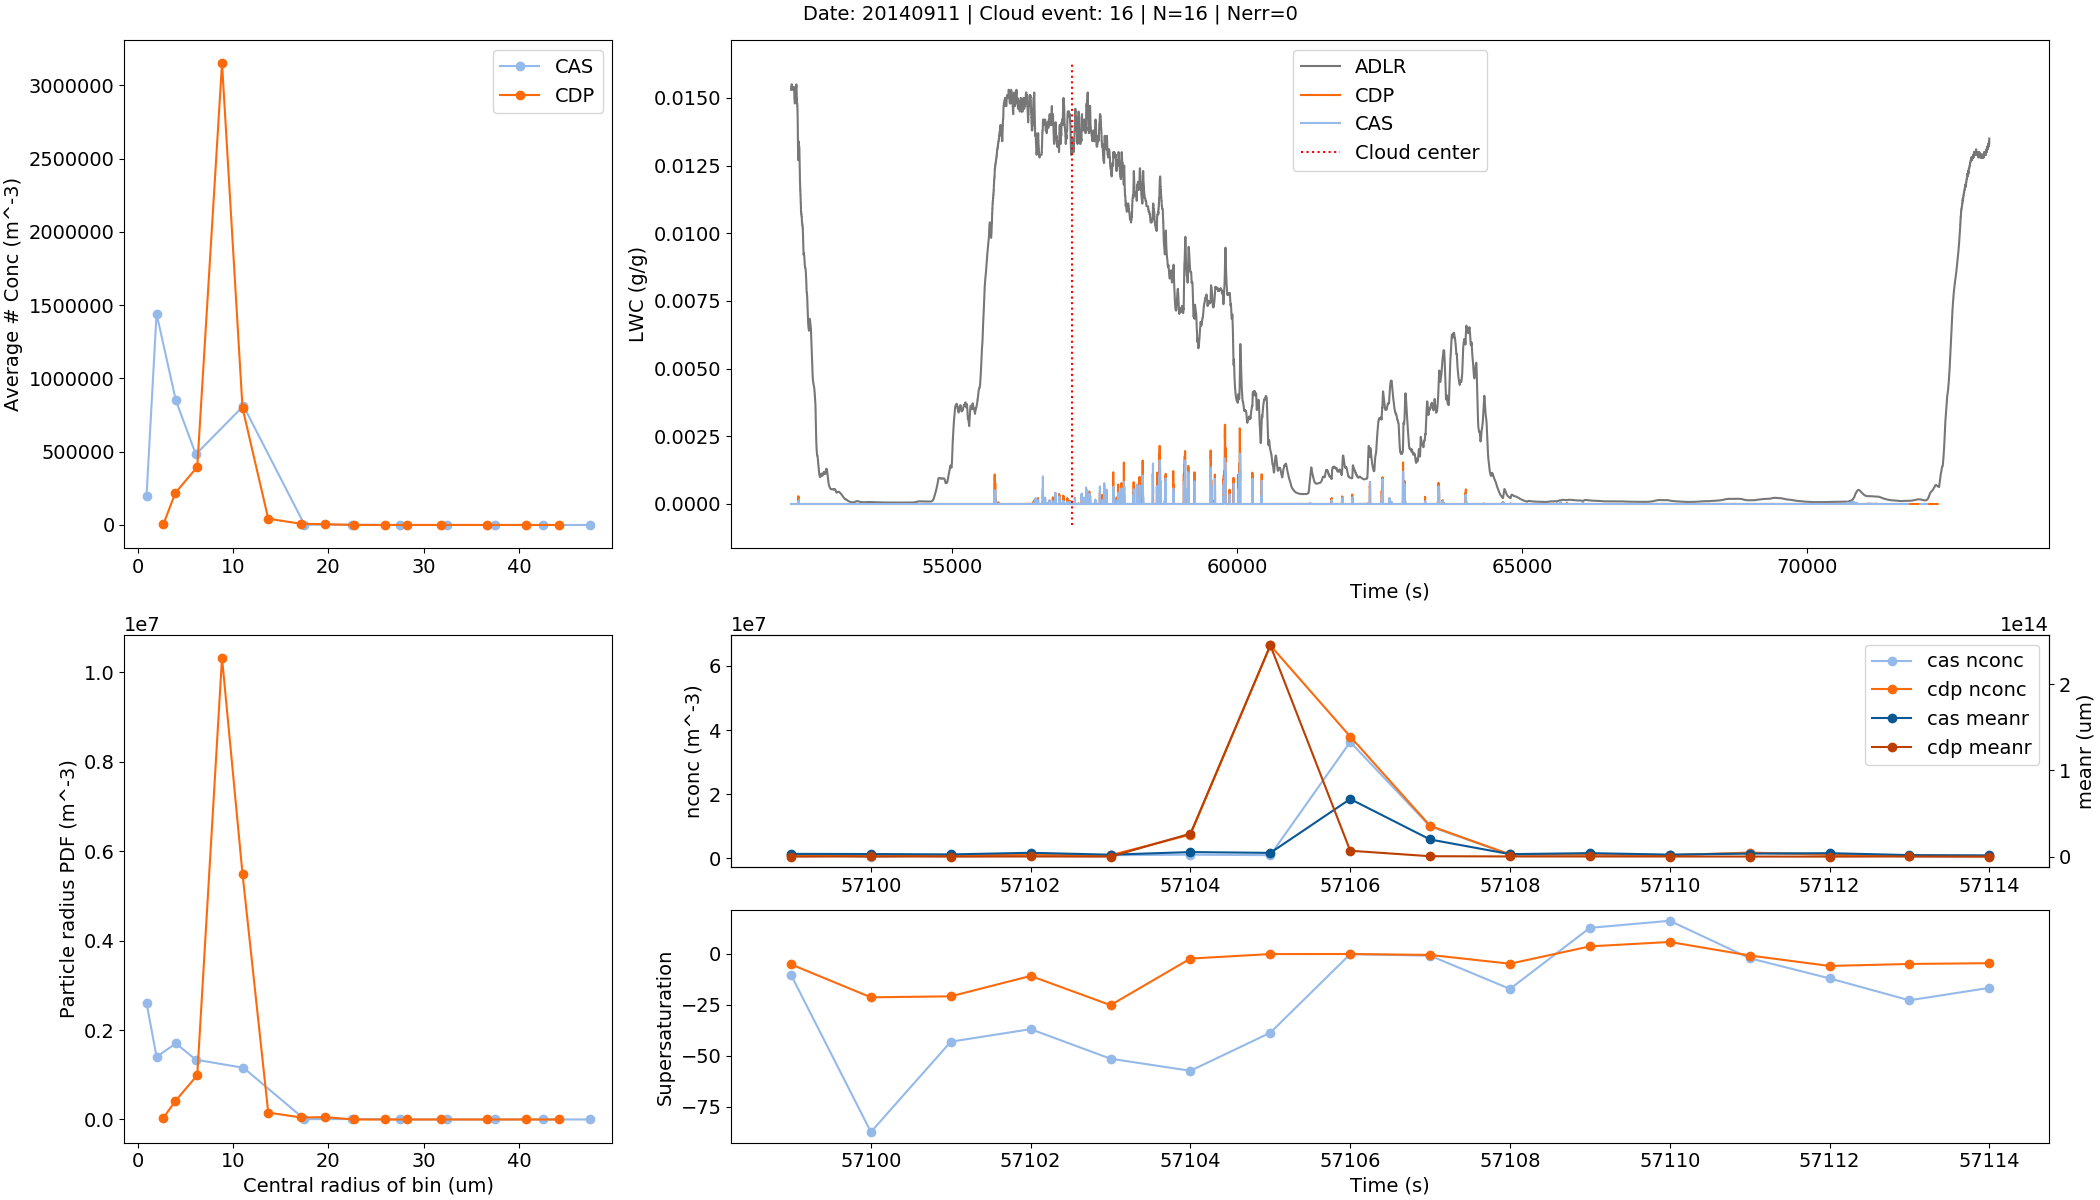 Date: 20140911 | Cloud event: 16 | N=16 | Nerr=0
Average # Conc (m^-3)
3000000
2500000
2000000
1500000
1000000
500000
0
0 10 20 30 40
CAS
CDP
LWC (g/g)
0.0150
0.0125
0.0100
0.0075
0.0050
0.0025
0.0000
55000 60000 65000 70000
Time (s)
ADLR
CDP
CAS
Cloud center
1e7
Particle radius PDF (m^-3)
1.0
0.8
0.6
0.4
0.2
0.0
0 10 20 30 40
Central radius of bin (um)
1e7
1e14
nconc (m^-3)
6
4
2
0
2
1
0
meanr (um)
cas nconc
cdp nconc
cas meanr
cdp meanr
57100 57102 57104 57106 57108 57110 57112 57114
Supersaturation
0
−25
−50
−75
57100 57102 57104 57106 57108 57110 57112 57114
Time (s)